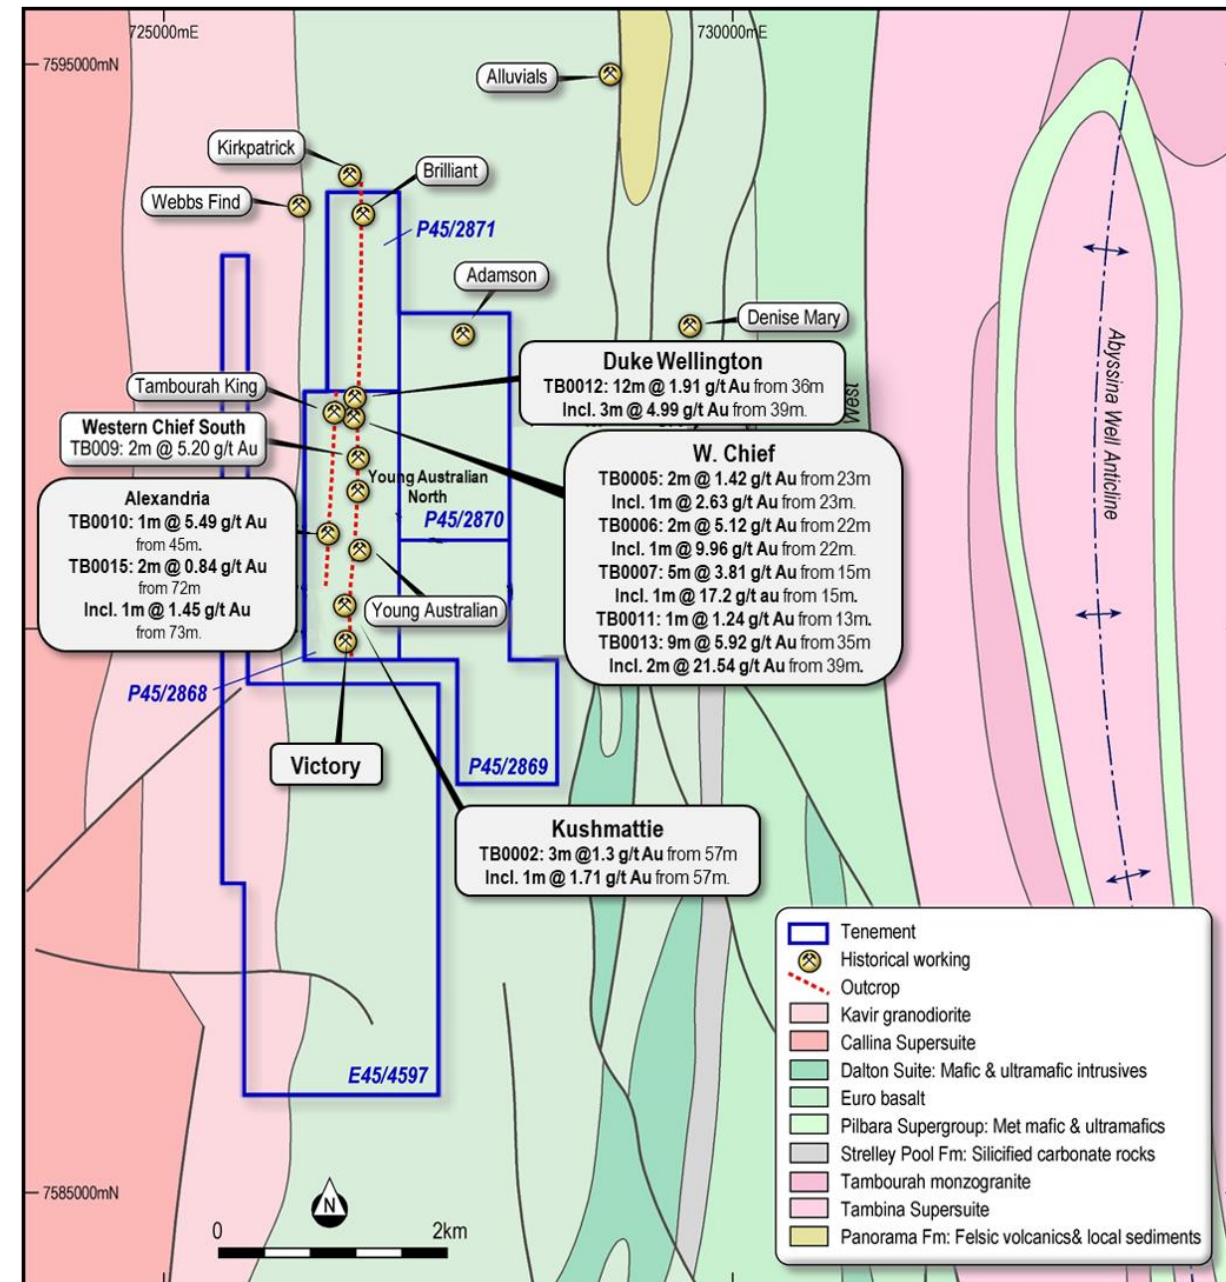 725000mE
730000mE
7595000mN
Alluvials
Kirkpatrick
Brilliant
Webbs Find
P45/2871
Adamson
Denise Mary
Duke Wellington
TB0012: 12m @ 1.91 g/t Au from 36m
Incl. 3m @ 4.99 g/t Au from 39m.
Tambourah King
West
Abyssina Well Anticline
Western Chief South
TB009: 2m @ 5.20 g/t Au
W. Chief
TB0005: 2m @ 1.42 g/t Au from 23m
Incl. 1m @ 2.63 g/t Au from 23m.
TB0006: 2m @ 5.12 g/t Au from 22m
Incl. 1m @ 9.96 g/t Au from 22m.
TB0007: 5m @ 3.81 g/t Au from 15m
Incl. 1m @ 17.2 g/t au from 15m.
TB0011: 1m @ 1.24 g/t Au from 13m.
TB0013: 9m @ 5.92 g/t Au from 35m
Incl. 2m @ 21.54 g/t Au from 39m.
Young Australian
North
P45/2870
Alexandria
TB0010: 1m @ 5.49 g/t Au
from 45m.
TB0015: 2m @ 0.84 g/t Au
from 72m
Incl. 1m @ 1.45 g/t Au
from 73m.
Young Australian
P45/2868
Victory
P45/2869
Kushmattie
TB0002: 3m @1.3 g/t Au from 57m
Incl. 1m @ 1.71 g/t Au from 57m.
E45/4597
7585000mN
N
0
2km
Tenement
Historical working
Outcrop
Kavir granodiorite
Callina Supersuite
Dalton Suite: Mafic & ultramafic intrusives
Euro basalt
Pilbara Supergroup: Met mafic & ultramafics
Strelley Pool Fm: Silicified carbonate rocks
Tambourah monzogranite
Tambina Supersuite
Panorama Fm: Felsic volcanics& local sediments